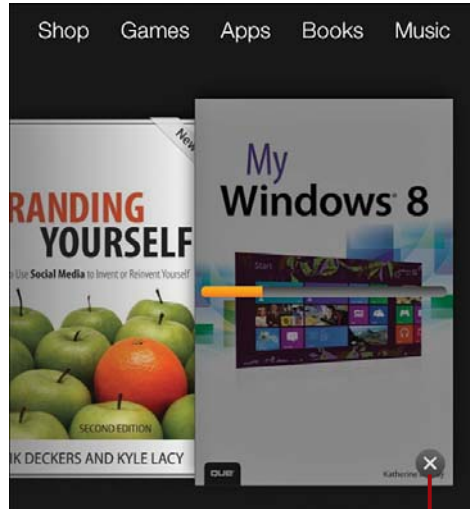 Shop Games Apps Books Music
New
RANDING
YOURSELF
Use Social Media to Invent or Reinvent Yourself
SECOND EDITION
IK DECKERS AND KYLE LACY
My
Windows® 8
Start
QUE®
Katherine